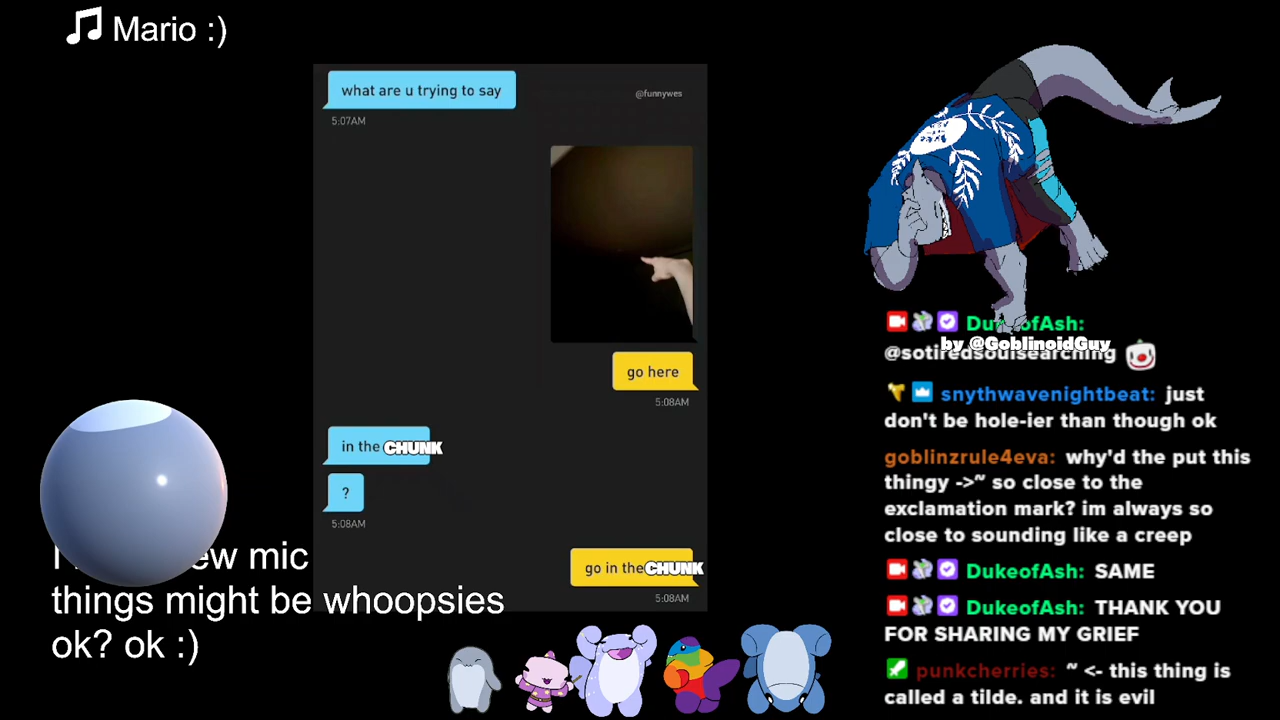 Mario :)
what are u trying to say
@funnywes
5:07AM
go here
5:08AM
in the CHUNK
?
5:08AM
go in the CHUNK
5:08AM
ew mic
things might be whoopsies
ok? ok :)
by @GoblinoidGuy
DukeofAsh:
@sotiredsoulsearching
snythwavenightbeat: just
don't be hole-ier than though ok
goblinzrule4eva: why'd the put this
thingy ->~ so close to the
exclamation mark? im always so
close to sounding like a creep
DukeofAsh: SAME
DukeofAsh: THANK YOU
FOR SHARING MY GRIEF
punkcherries: ~ <- this thing is
called a tilde. and it is evil